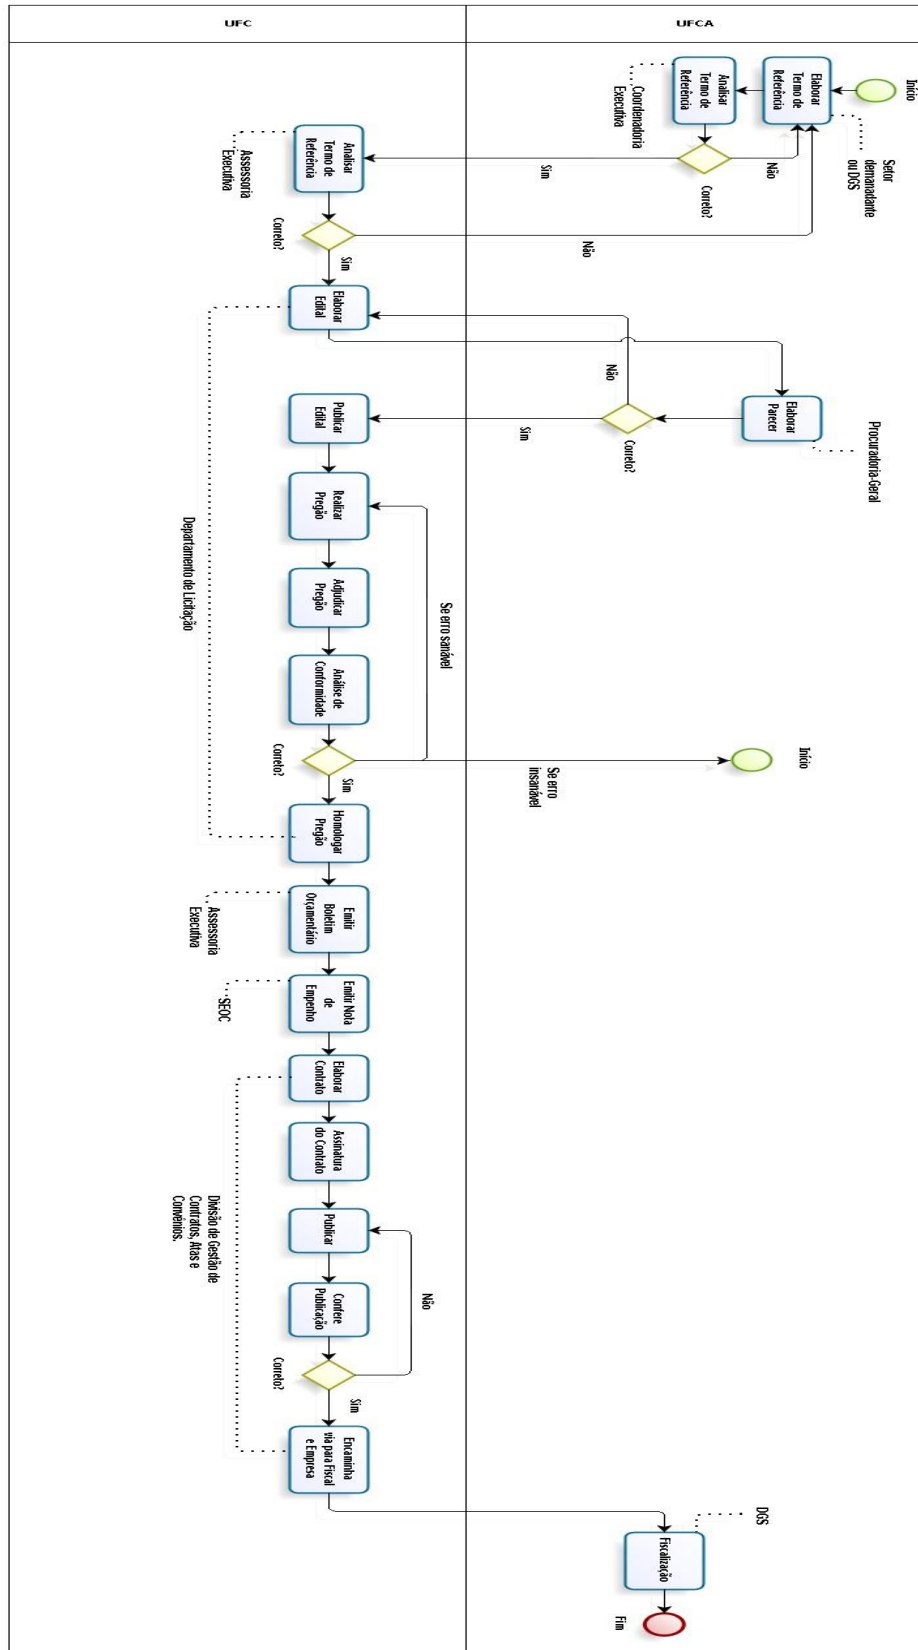 UFC
UFCA
Início
Elaborar
Termo de
Referência
Setor
demanadante
ou DGS
Analisar
Termo de
Referência
Coordenadoria
Executiva
Correto?
Não
Sim
Analisar
Termo de
Referência
Assessoria
Executiva
Correto?
Não
Sim
Elaborar
Edital
Elaborar
Parecer
Procuradoria-Geral
Correto?
Não
Sim
Publicar
Edital
Realizar
Pregão
Adjudicar
Pregão
Análise de
Conformidade
Departamento de Licitação
Correto?
Se erro sanável
Se erro
insanável
Início
Sim
Homologar
Pregão
Emitir
Boletim
Orçamentário
Assessoria
Executiva
Emitir Nota
de
Empenho
SEOC
Elaborar
Contrato
Assinatura
do Contrato
Publicar
Confere
Publicação
Divisão de Gestão de
Contratos, Atas e
Convênios.
Correto?
Não
Sim
Encaminha
via para Fiscal
e Empresa
DGS
Fiscalização
Fim